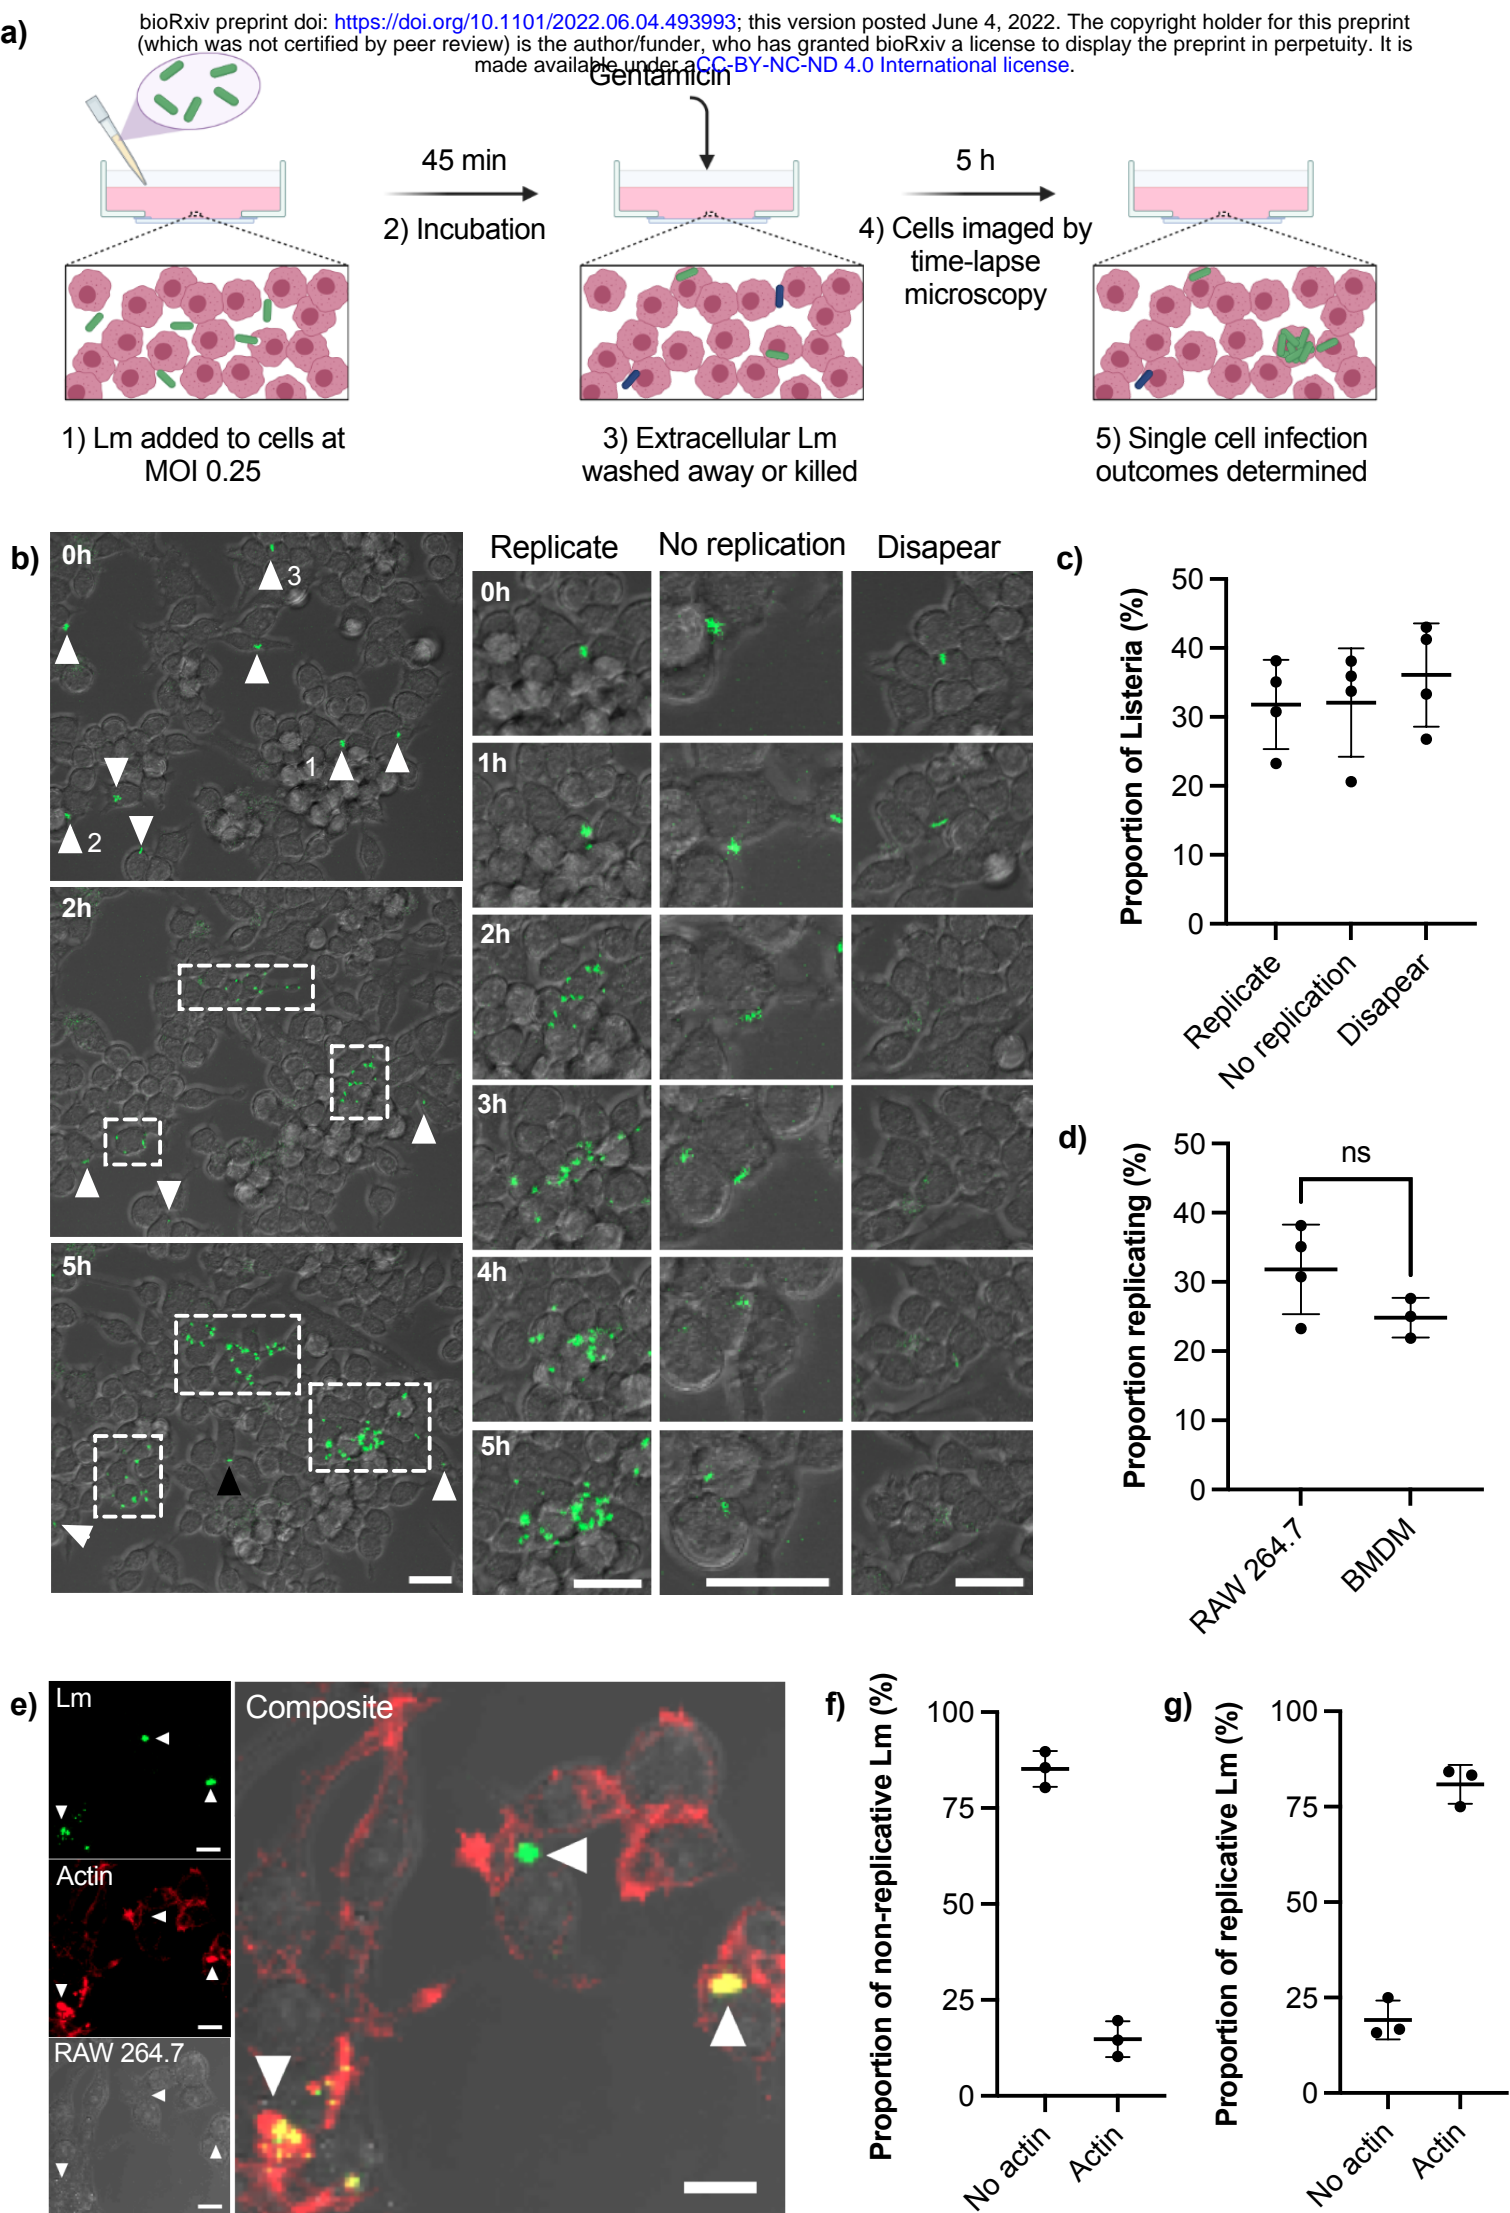 bioRxiv preprint doi: https://doi.org/10.1101/2022.06.04.493993; this version posted June 4, 2022. The copyright holder for this preprint
(which was not certified by peer review) is the author/funder, who has granted bioRxiv a license to display the preprint in perpetuity. It is
made available under aCC-BY-NC-ND 4.0 International license.
a)
Gentamicin
45 min
2) Incubation
5 h
4) Cells imaged by
time-lapse
microscopy
1) Lm added to cells at
MOI 0.25
3) Extracellular Lm
washed away or killed
5) Single cell infection
outcomes determined
b)
0h
3
1
2
2h
5h
Replicate
No replication
Disapear
0h
1h
2h
3h
4h
5h
c)
Proportion of Listeria (%)
50
40
30
20
10
0
Replicate
No replication
Disapear
d)
Proportion replicating (%)
50
40
30
20
10
0
ns
RAW 264.7
BMDM
e)
Lm
Actin
RAW 264.7
Composite
f)
Proportion of non-replicative Lm (%)
100
75
50
25
0
No actin
Actin
g)
Proportion of replicative Lm (%)
100
75
50
25
0
No actin
Actin